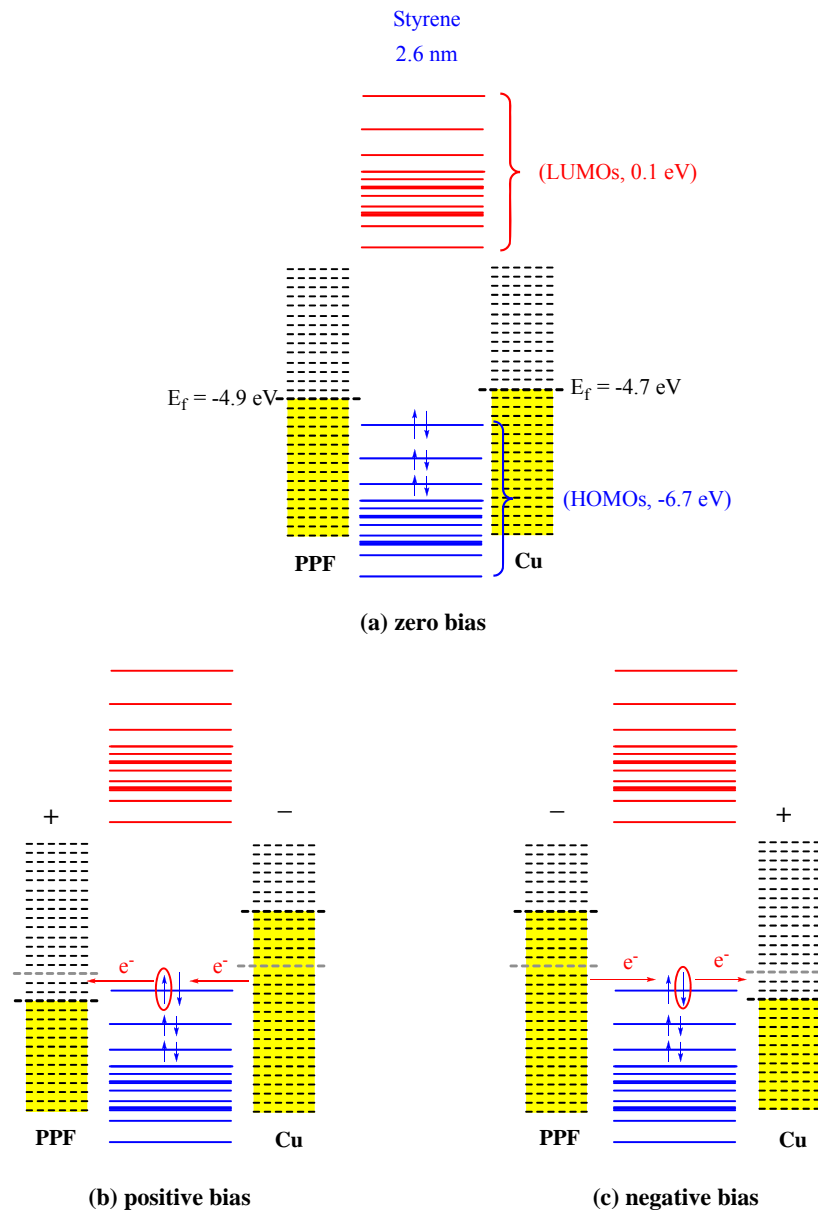 Styrene
2.6 nm
(LUMOs, 0.1 eV)
E_f = -4.9 eV
E_f = -4.7 eV
(HOMOs, -6.7 eV)
PPF
Cu
(a) zero bias
+
−
−
+
e⁻
e⁻
e⁻
e⁻
PPF
Cu
PPF
Cu
(b) positive bias
(c) negative bias